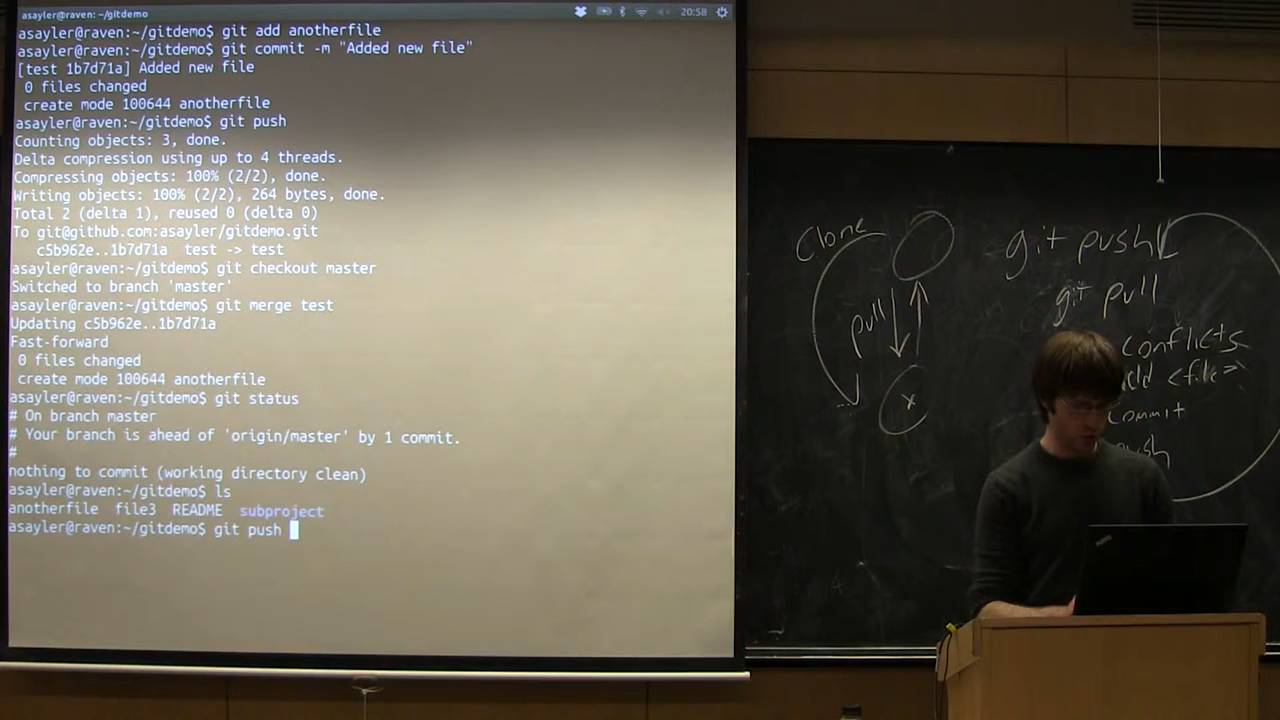 asayler@raven: ~/gitdemo
20:58
asayler@raven:~/gitdemo$ git add anotherfile
asayler@raven:~/gitdemo$ git commit -m "Added new file"
[test 1b7d71a] Added new file
0 files changed
create mode 100644 anotherfile
asayler@raven:~/gitdemo$ git push
Counting objects: 3, done.
Delta compression using up to 4 threads.
Compressing objects: 100% (2/2), done.
Writing objects: 100% (2/2), 264 bytes, done.
Total 2 (delta 1), reused 0 (delta 0)
To git@github.com:asayler/gitdemo.git
c5b962e..1b7d71a test -> test
asayler@raven:~/gitdemo$ git checkout master
Switched to branch 'master'
asayler@raven:~/gitdemo$ git merge test
Updating c5b962e..1b7d71a
Fast-forward
0 files changed
create mode 100644 anotherfile
asayler@raven:~/gitdemo$ git status
# On branch master
# Your branch is ahead of 'origin/master' by 1 commit.
#
nothing to commit (working directory clean)
asayler@raven:~/gitdemo$ ls
anotherfile file3 README subproject
asayler@raven:~/gitdemo$ git push
Clone
pull
x
git push
git pull
conflicts
<file>
commit